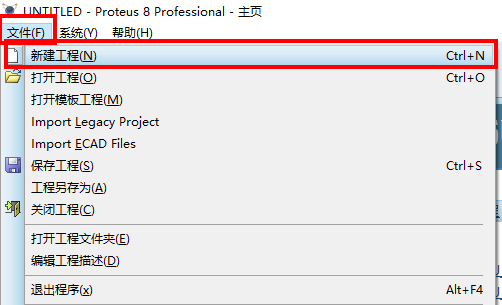 UNTITLED - Proteus 8 Professional - 主页
文件(F) 系统(Y) 帮助(H)
新建工程(N) Ctrl+N
打开工程(O) Ctrl+O
打开模板工程(M)
Import Legacy Project
Import ECAD Files
保存工程(S) Ctrl+S
工程另存为(A)
关闭工程(C)
打开工程文件夹(E)
编辑工程描述(D)
退出程序(x) Alt+F4